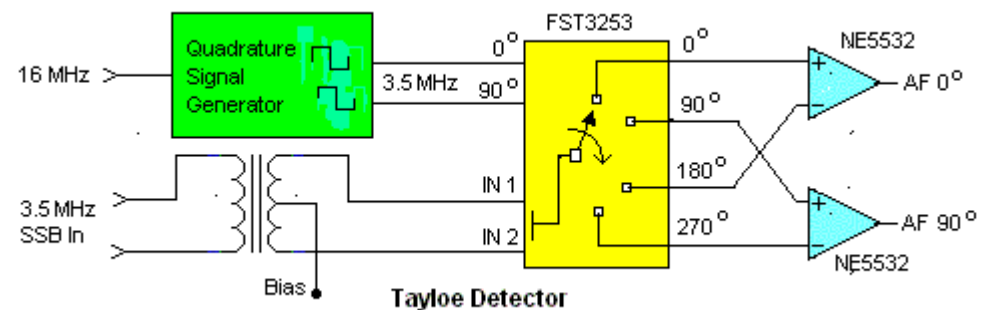 FST3253
NE5532
Quadrature
Signal
Generator
16 MHz
0°
90°
3.5 MHz
0°
90°
180°
270°
+
−
AF 0°
3.5 MHz
SSB In
IN 1
IN 2
+
−
AF 90°
NE5532
Bias
Tayloe Detector